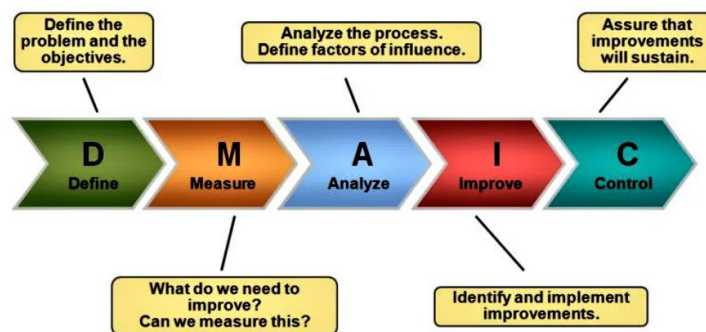 Define the
problem and the
objectives.
Analyze the process.
Define factors of influence.
Assure that
improvements
will sustain.
D
Define
M
Measure
A
Analyze
I
Improve
C
Control
What do we need to
improve?
Can we measure this?
Identify and implement
improvements.